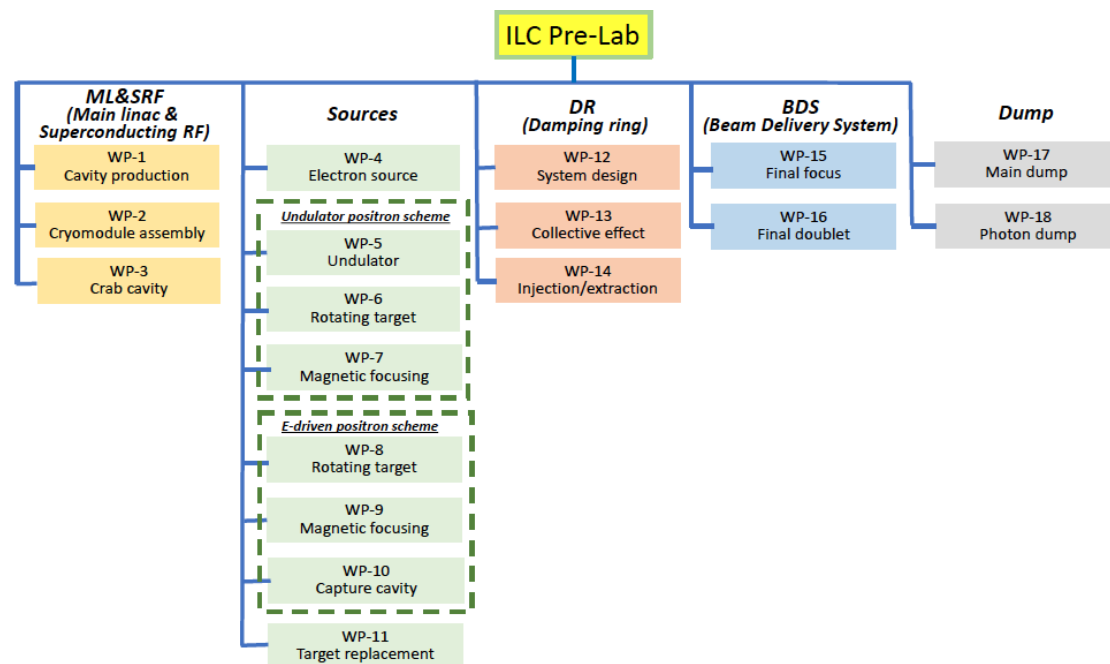 ILC Pre-Lab
ML&SRF
(Main linac &
Superconducting RF)
WP-1
Cavity production
WP-2
Cryomodule assembly
WP-3
Crab cavity
Sources
WP-4
Electron source
Undulator positron scheme
WP-5
Undulator
WP-6
Rotating target
WP-7
Magnetic focusing
E-driven positron scheme
WP-8
Rotating target
WP-9
Magnetic focusing
WP-10
Capture cavity
WP-11
Target replacement
DR
(Damping ring)
WP-12
System design
WP-13
Collective effect
WP-14
Injection/extraction
BDS
(Beam Delivery System)
WP-15
Final focus
WP-16
Final doublet
Dump
WP-17
Main dump
WP-18
Photon dump